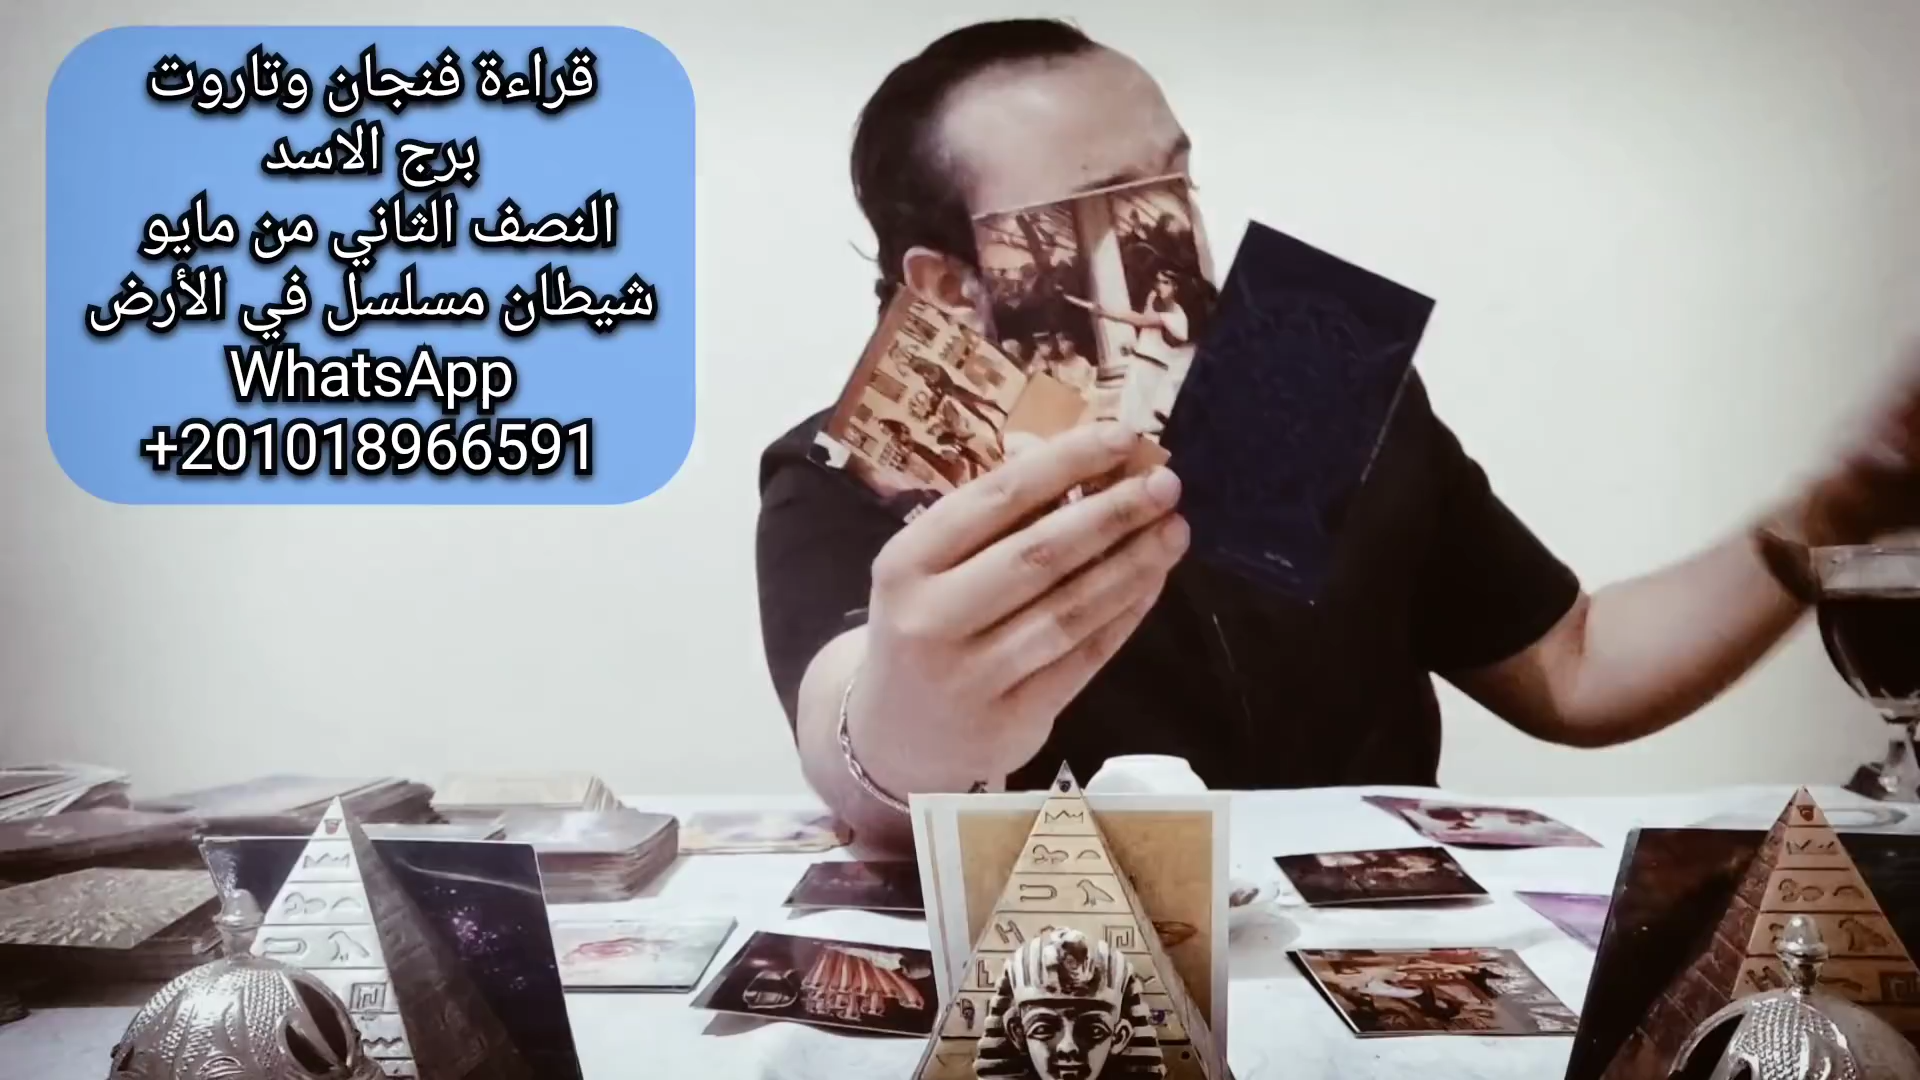 قراءة فنجان وتاروت
برج الاسد
النصف الثاني من مايو
شيطان مسلسل في الأرض
WhatsApp
+201018966591